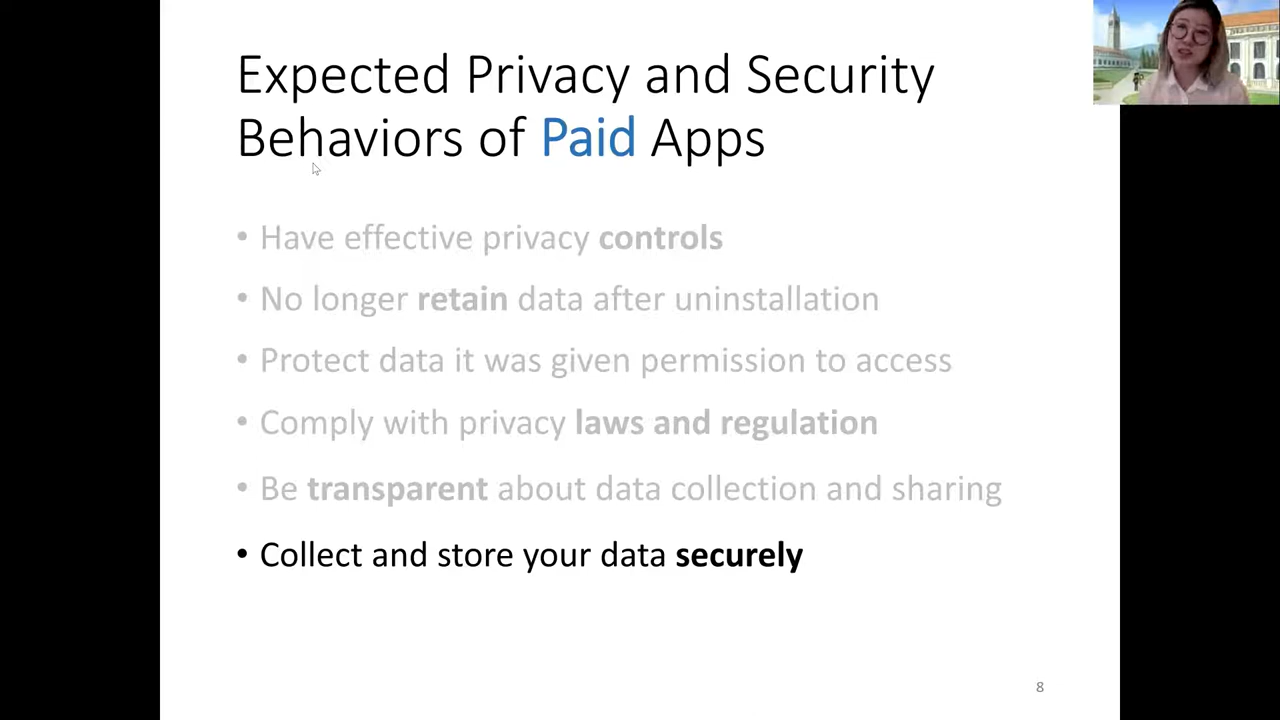 Expected Privacy and Security
Behaviors of Paid Apps
• Have effective privacy controls
• No longer retain data after uninstallation
• Protect data it was given permission to access
• Comply with privacy laws and regulation
• Be transparent about data collection and sharing
• Collect and store your data securely
8